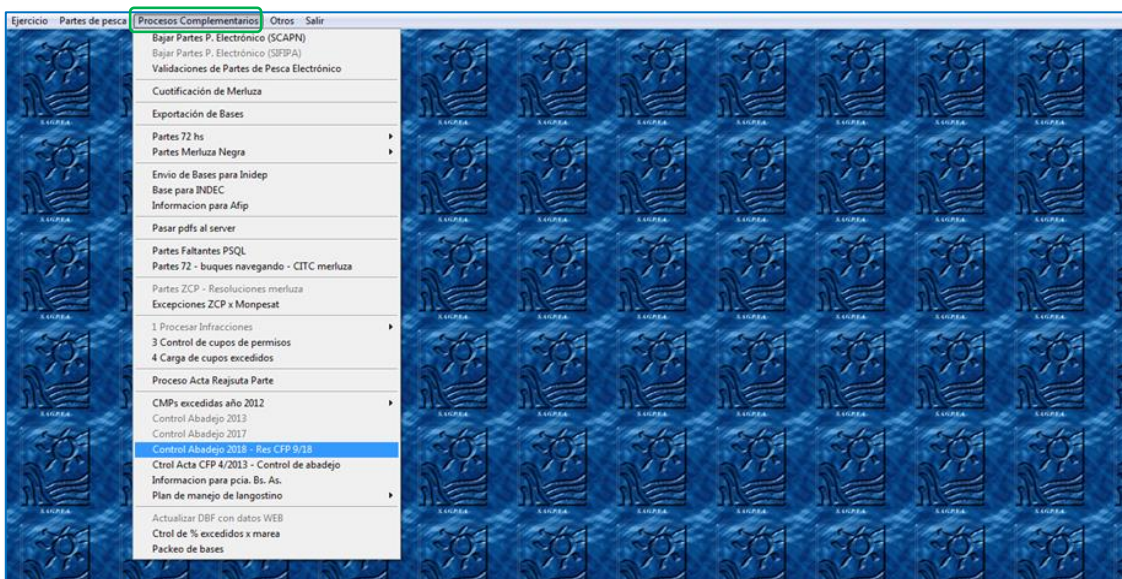 Ejercicio Partes de pesca Procesos Complementarios Otros Salir
Bajar Partes P. Electrónico (SCAPN)
Bajar Partes P. Electrónico (SIFIPA)
Validaciones de Partes de Pesca Electrónico
Cuotificación de Merluza
Exportación de Bases
Partes 72 hs
Partes Merluza Negra
Envio de Bases para Inidep
Base para INDEC
Informacion para Afip
Pasar pdfs al server
Partes Faltantes PSQL
Partes 72 - buques navegando - CITC merluza
Partes ZCP - Resoluciones merluza
Excepciones ZCP x Monpesat
1 Procesar Infracciones
3 Control de cupos de permisos
4 Carga de cupos excedidos
Proceso Acta Reajsuta Parte
CMPs excedidas año 2012
Control Abadejo 2013
Control Abadejo 2017
Control Abadejo 2018 - Res CFP 9/18
Ctrol Acta CFP 4/2013 - Control de abadejo
Informacion para pcia. Bs. As.
Plan de manejo de langostino
Actualizar DBF con datos WEB
Ctrol de % excedidos x marea
Packeo de bases
S.A.G.P.E.A.